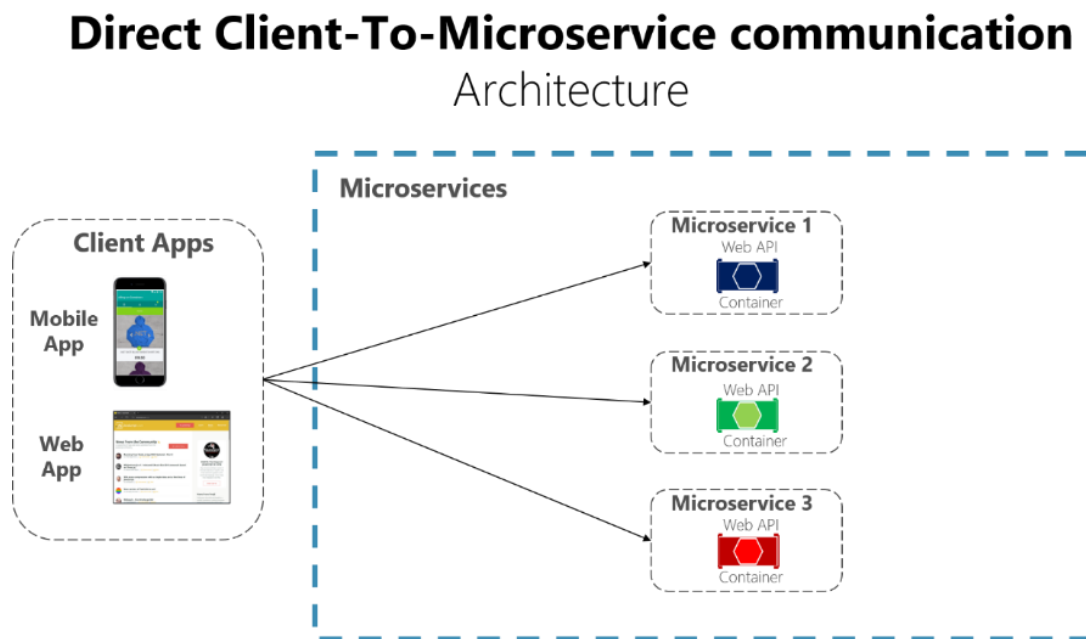 Direct Client-To-Microservice communication
Architecture
Microservices
Client Apps
Mobile
App
Web
App
Microservice 1
Web API
Container
Microservice 2
Web API
Container
Microservice 3
Web API
Container